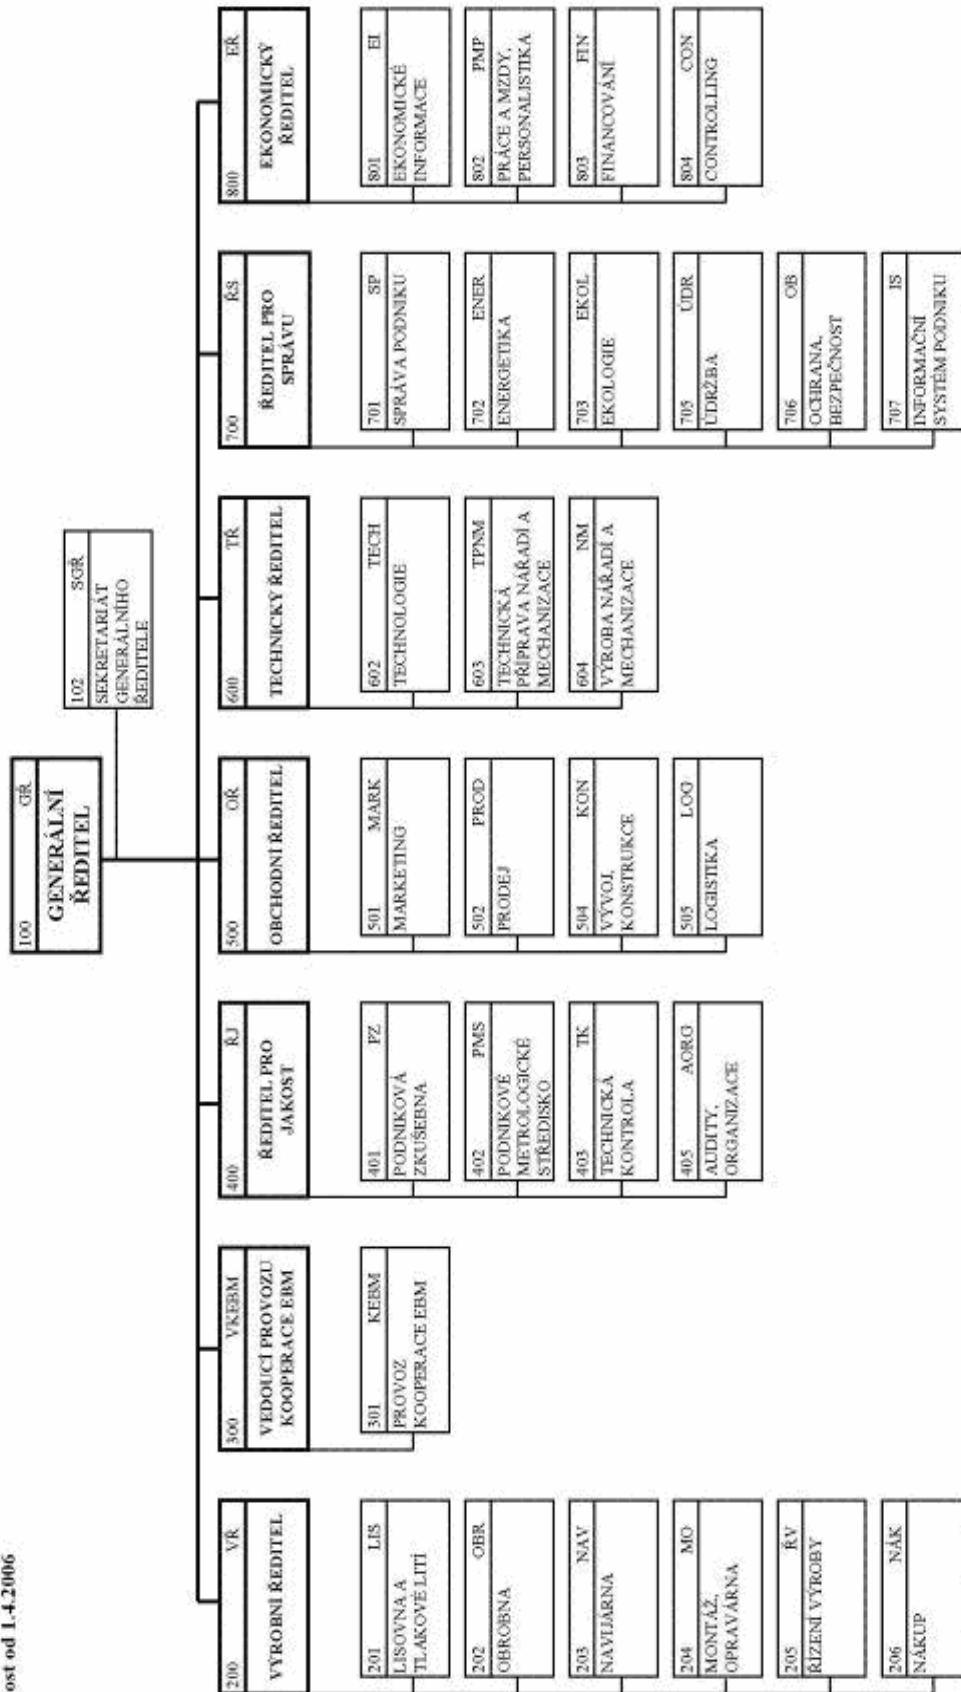 ost od 1.4.2006
100 GŘ
GENERÁLNÍ
ŘEDITEL
102 SGŘ
SEKRETARIÁT
GENERÁLNÍHO
ŘEDITELE
200 VŘ
VÝROBNÍ ŘEDITEL
201 LIS
LISOVNA A
TLAKOVÉ LITÍ
202 OBR
OBROBNA
203 NAV
NAVIJÁRNA
204 MO
MONTÁŽ,
OPRAVÁRNA
205 ŘV
ŘÍZENÍ VÝROBY
206 NÁK
NÁKUP
300 VKEBM
VEDOUCÍ PROVOZU
KOOPERACE EBM
301 KEBM
PROVOZ
KOOPERACE EBM
400 ŘJ
ŘEDITEL PRO
JAKOST
401 PZ
PODNIKOVÁ
ZKUŠEBNA
402 PMS
PODNIKOVÉ
METROLOGICKÉ
STŘEDISKO
403 TK
TECHNICKÁ
KONTROLA
405 AORG
AUDITY,
ORGANIZACE
500 OŘ
OBCHODNÍ ŘEDITEL
501 MARK
MARKETING
502 PROD
PRODEJ
504 KON
VÝVOJ,
KONSTRUKCE
505 LOG
LOGISTIKA
600 TŘ
TECHNICKÝ ŘEDITEL
602 TECH
TECHNOLOGIE
603 TPNM
TECHNICKÁ
PŘÍPRAVA NÁŘADÍ A
MECHANIZACE
604 NM
VÝROBA NÁŘADÍ A
MECHANIZACE
700 ŘS
ŘEDITEL PRO
SPRÁVU
701 SP
SPRÁVA PODNIKU
702 ENER
ENERGETIKA
703 EKOL
EKOLOGIE
705 ÚDR
ÚDRŽBA
706 OB
OCHRANA,
BEZPEČNOST
707 IS
INFORMAČNÍ
SYSTÉM PODNIKU
800 EŘ
EKONOMICKÝ
ŘEDITEL
801 EI
EKONOMICKÉ
INFORMACE
802 PMP
PRÁCE A MZDY,
PERSONALISTIKA
803 FIN
FINANCOVÁNÍ
804 CON
CONTROLLING